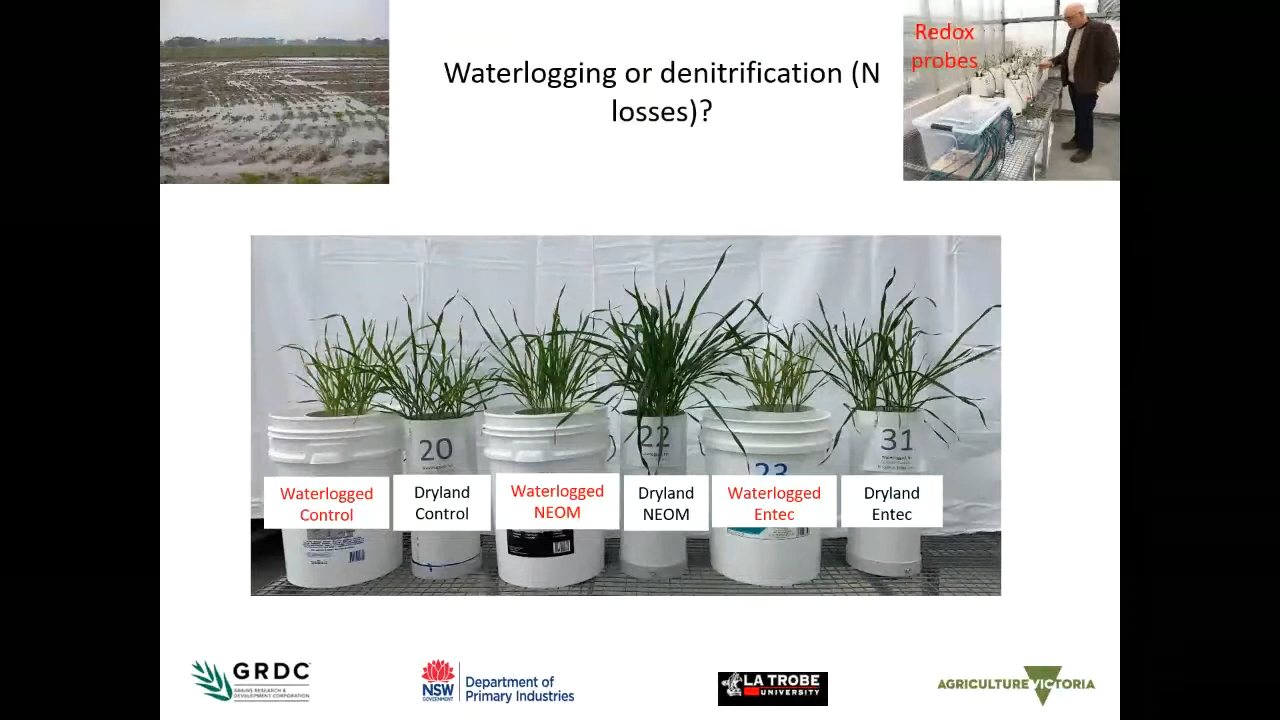 Redox
probes
Waterlogging or denitrification (N
losses)?
20
22
23
31
Waterlogged
Control
Dryland
Control
Waterlogged
NEOM
Dryland
NEOM
Waterlogged
Entec
Dryland
Entec
GRDC
GRAINS RESEARCH &
DEVELOPMENT CORPORATION
NSW
GOVERNMENT
Department of
Primary Industries
LA TROBE
UNIVERSITY
AGRICULTURE VICTORIA